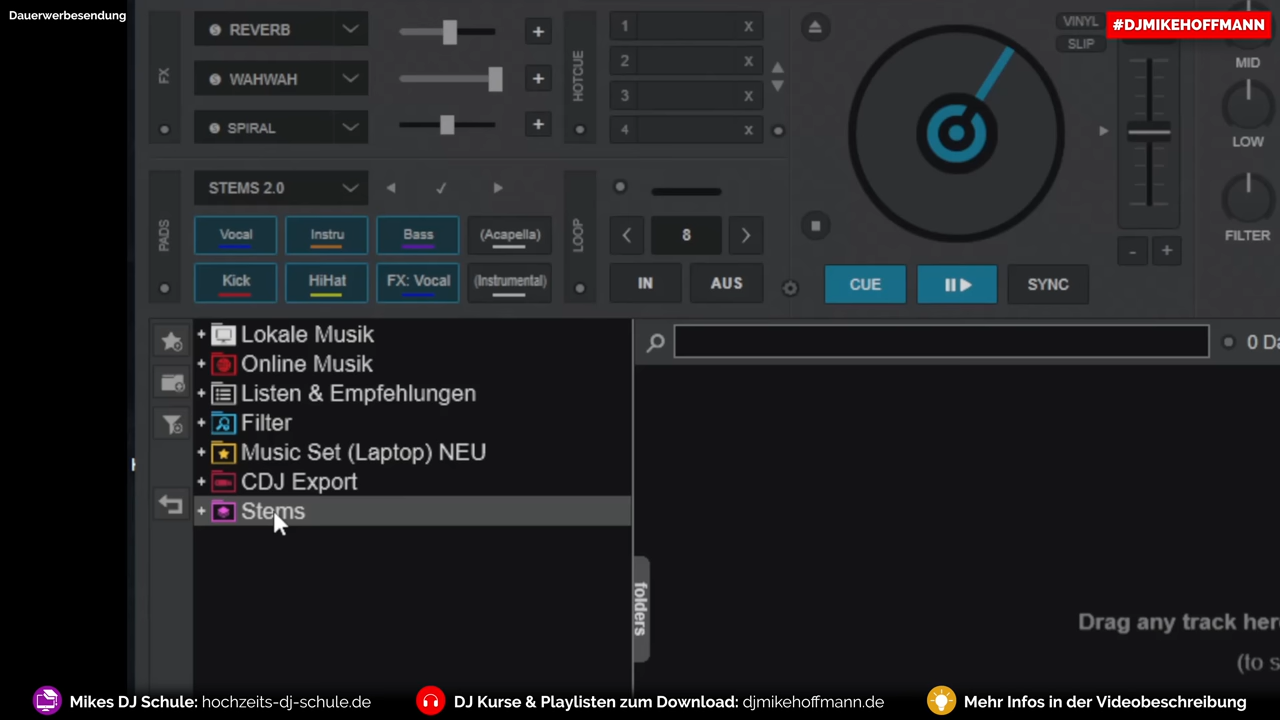 Dauerwerbesendung
#DJMIKEHOFFMANN
FX
REVERB
+
WAHWAH
+
SPIRAL
+
HOTCUE
1 x
2 x
3 x
4 x
VINYL
SLIP
MID
LOW
FILTER
PADS
STEMS 2.0
Vocal Instru Bass (Acapella)
Kick HiHat FX: Vocal (Instrumental)
LOOP
8
IN AUS
CUE SYNC
- +
+ Lokale Musik
+ Online Musik
+ Listen & Empfehlungen
+ Filter
+ Music Set (Laptop) NEU
+ CDJ Export
+ Stems
folders
0 Da
Drag any track her
(to s
Mikes DJ Schule: hochzeits-dj-schule.de
DJ Kurse & Playlisten zum Download: djmikehoffmann.de
Mehr Infos in der Videobeschreibung